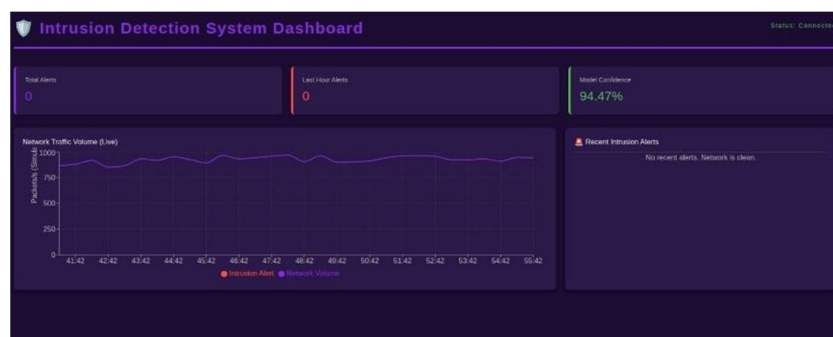 Intrusion Detection System Dashboard
Status: Connected
Total Alerts
0
Last Hour Alerts
0
Model Confidence
94.47%
Network Traffic Volume (Live)
Packets/s (Simula
1000
750
500
250
0
41:42 42:42 43:42 44:42 45:42 46:42 47:42 48:42 49:42 50:42 51:42 52:42 53:42 54:42 55:42
Intrusion Alert Network Volume
Recent Intrusion Alerts
No recent alerts. Network is clean.